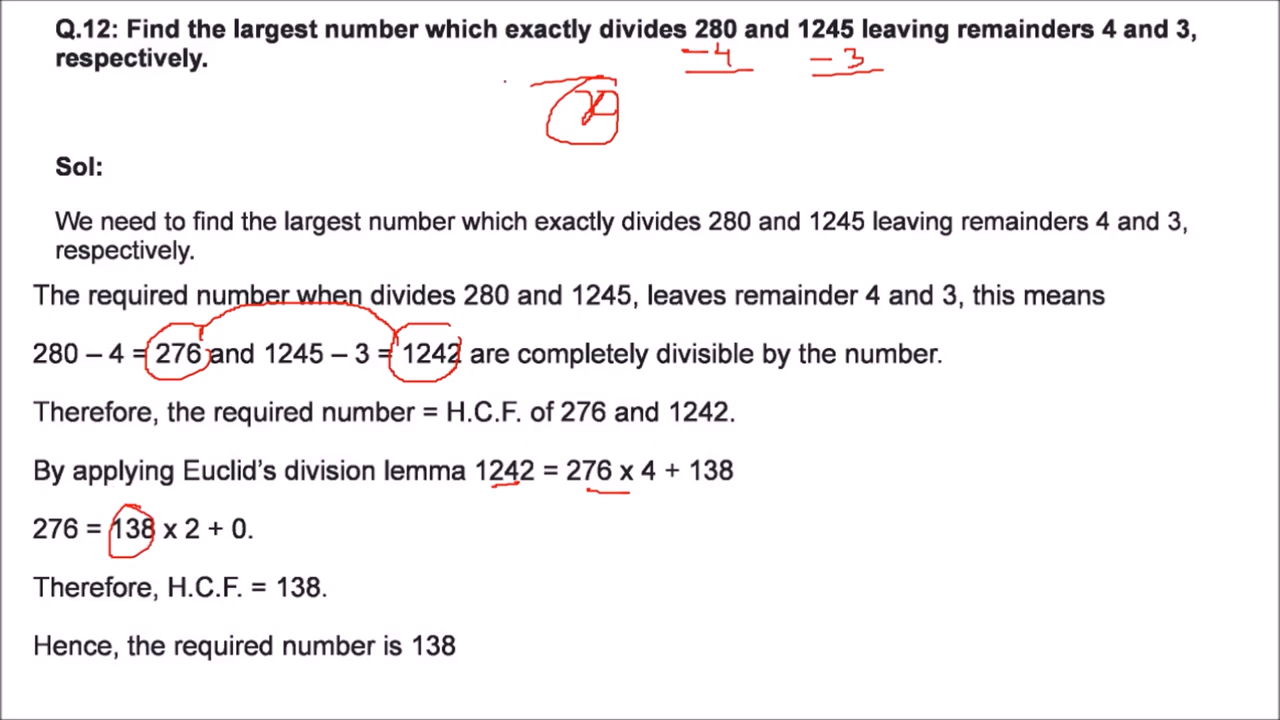 Q.12: Find the largest number which exactly divides 280 and 1245 leaving remainders 4 and 3,
respectively.
-4 -3
Sol:
We need to find the largest number which exactly divides 280 and 1245 leaving remainders 4 and 3,
respectively.
The required number when divides 280 and 1245, leaves remainder 4 and 3, this means
280 – 4 = 276 and 1245 – 3 = 1242 are completely divisible by the number.
Therefore, the required number = H.C.F. of 276 and 1242.
By applying Euclid’s division lemma 1242 = 276 x 4 + 138
276 = 138 x 2 + 0.
Therefore, H.C.F. = 138.
Hence, the required number is 138